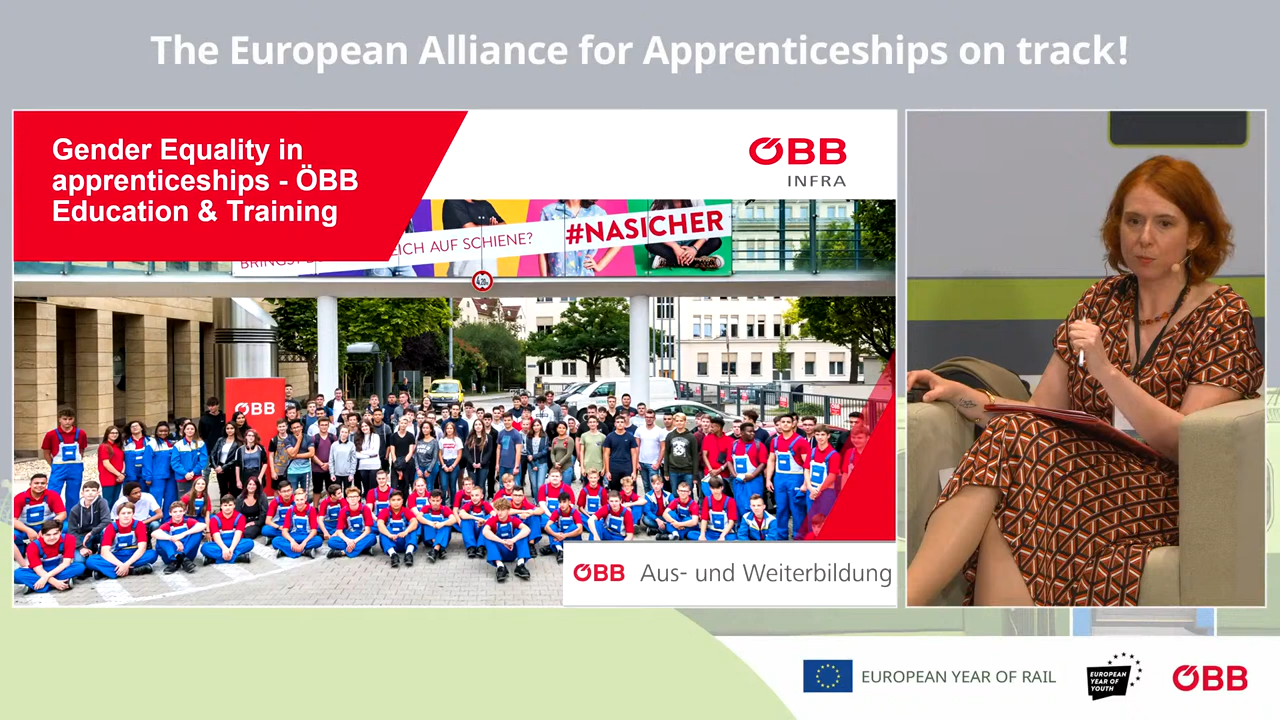 The European Alliance for Apprenticeships on track!
Gender Equality in
apprenticeships - ÖBB
Education & Training
ÖBB
INFRA
EICH AUF SCHIENE?
#NASICHER
ÖBB
ÖBB Aus- und Weiterbildung
EUROPEAN YEAR OF RAIL
EUROPEAN
YEAR OF
YOUTH
ÖBB